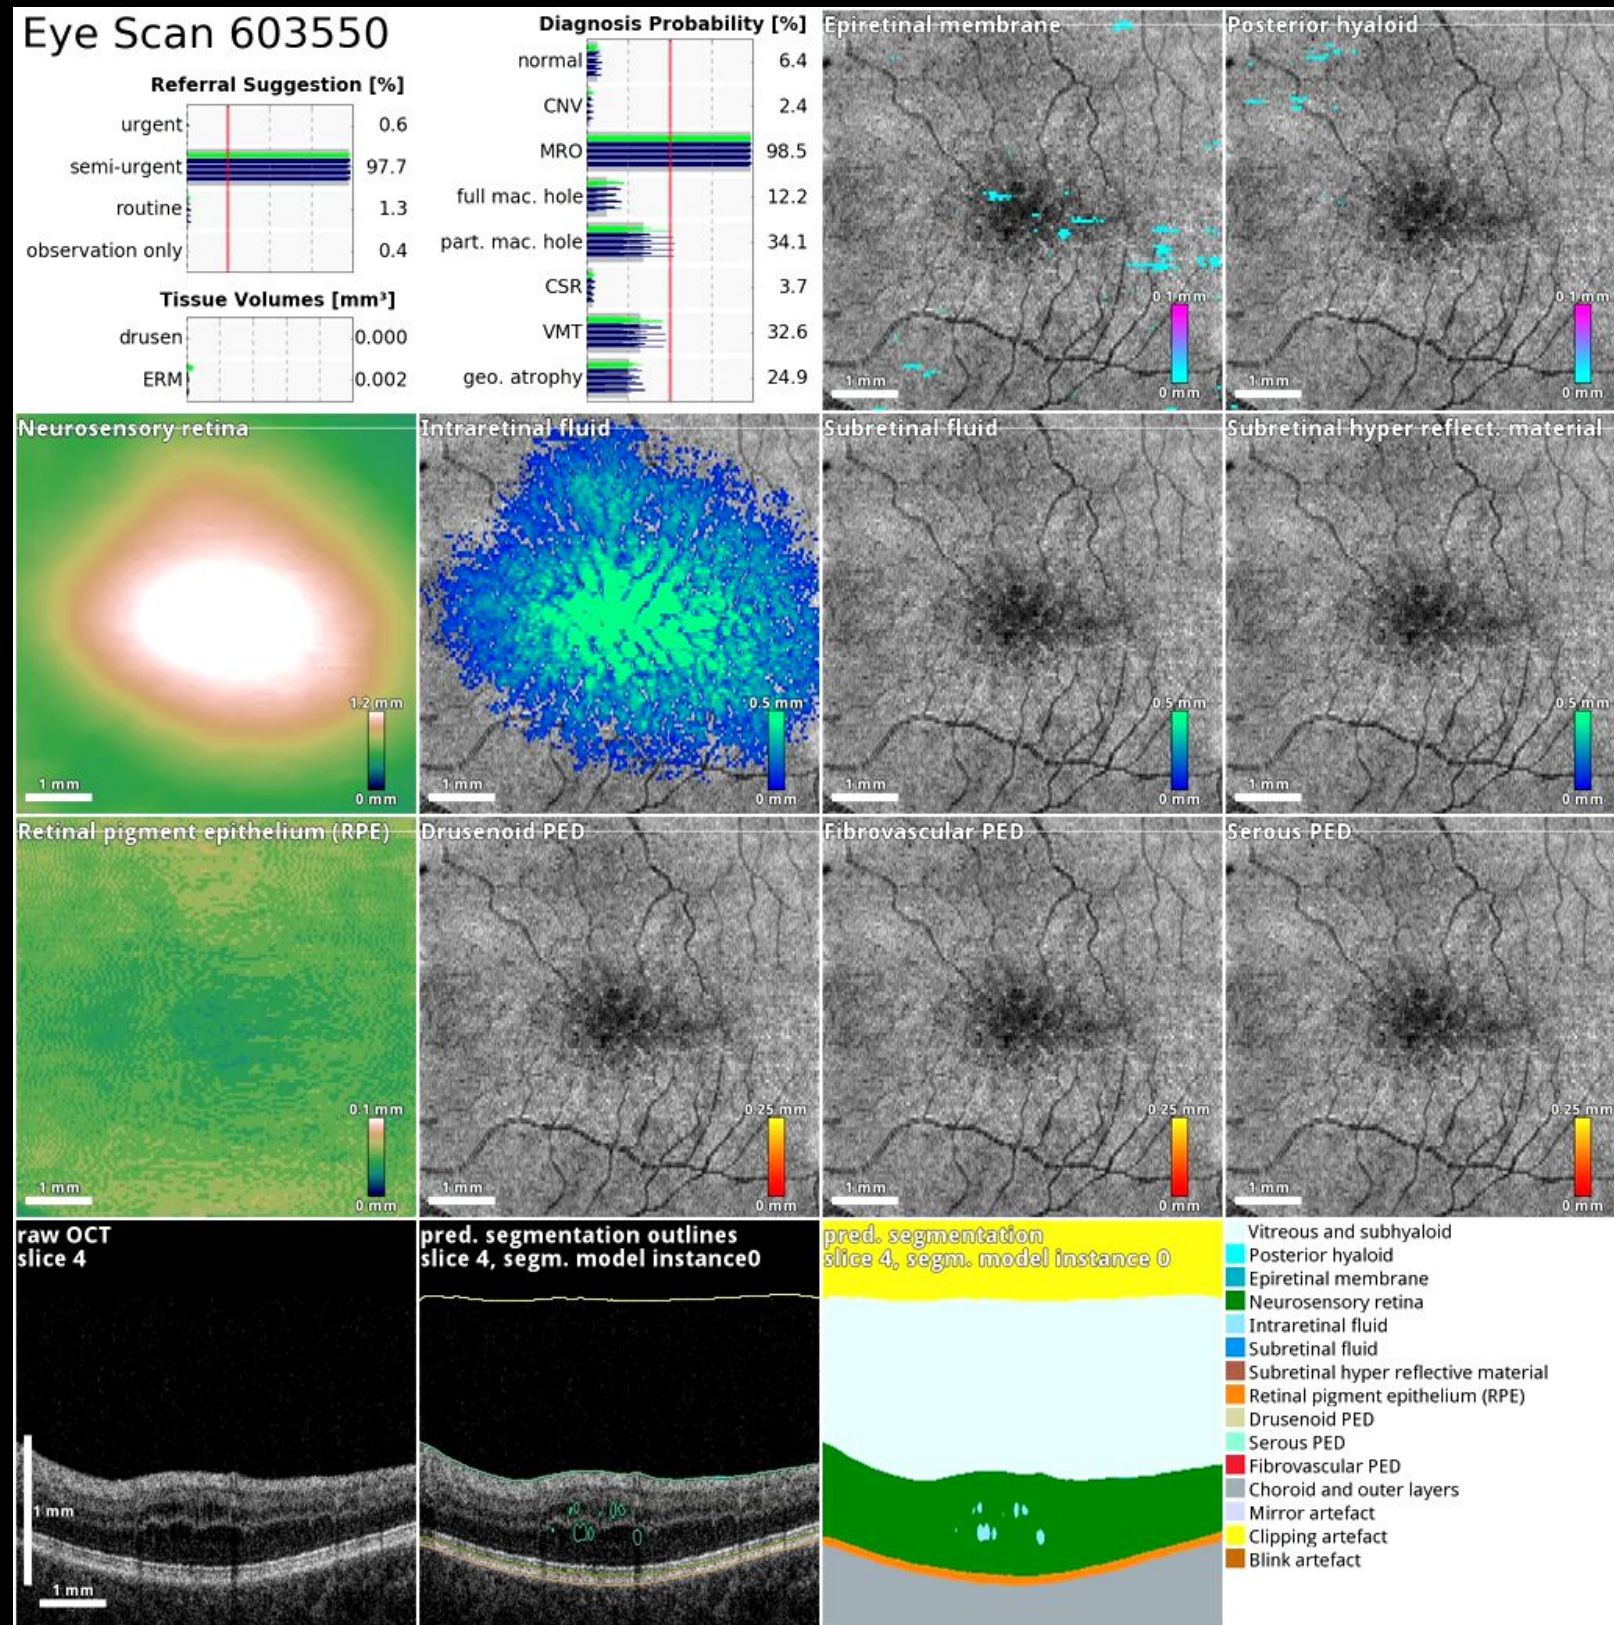 Eye Scan 603550
Referral Suggestion [%]
urgent 0.6
semi-urgent 97.7
routine 1.3
observation only 0.4
Tissue Volumes [mm³]
drusen 0.000
ERM 0.002
Diagnosis Probability [%]
normal 6.4
CNV 2.4
MRO 98.5
full mac. hole 12.2
part. mac. hole 34.1
CSR 3.7
VMT 32.6
geo. atrophy 24.9
Epiretinal membrane
0.1 mm
1 mm
0 mm
Posterior hyaloid
0.1 mm
1 mm
0 mm
Neurosensory retina
1.2 mm
1 mm
0 mm
Intraretinal fluid
0.5 mm
1 mm
0 mm
Subretinal fluid
0.5 mm
1 mm
0 mm
Subretinal hyper reflect. material
0.5 mm
1 mm
0 mm
Retinal pigment epithelium (RPE)
0.1 mm
1 mm
0 mm
Drusenoid PED
0.25 mm
1 mm
0 mm
Fibrovascular PED
0.25 mm
1 mm
0 mm
Serous PED
0.25 mm
1 mm
0 mm
raw OCT
slice 4
1 mm
1 mm
pred. segmentation outlines
slice 4, segm. model instance0
pred. segmentation
slice 4, segm. model instance 0
Vitreous and subhyaloid
Posterior hyaloid
Epiretinal membrane
Neurosensory retina
Intraretinal fluid
Subretinal fluid
Subretinal hyper reflective material
Retinal pigment epithelium (RPE)
Drusenoid PED
Serous PED
Fibrovascular PED
Choroid and outer layers
Mirror artefact
Clipping artefact
Blink artefact